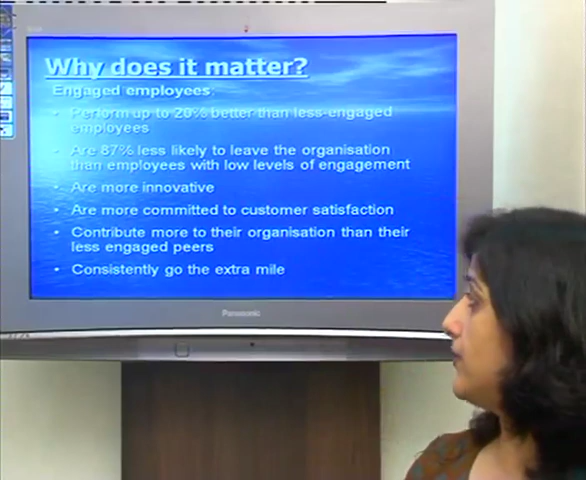 Why does it matter?
Engaged employees:
• Perform up to 20% better than less-engaged
employees
• Are 87% less likely to leave the organisation
than employees with low levels of engagement
• Are more innovative
• Are more committed to customer satisfaction
• Contribute more to their organisation than their
less engaged peers
• Consistently go the extra mile
Panasonic